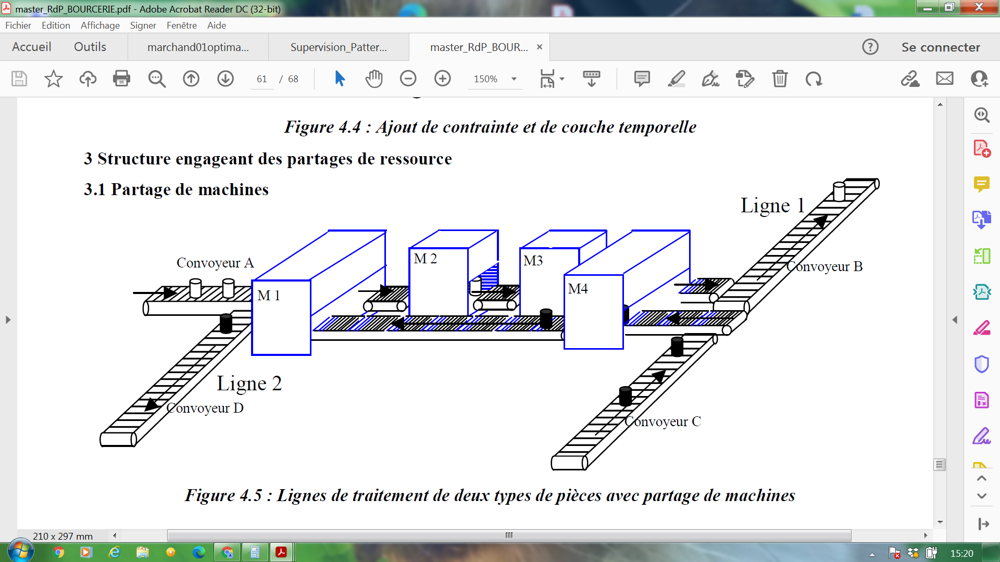 master_RdP_BOURCERIE.pdf - Adobe Acrobat Reader DC (32-bit)
Fichier Edition Affichage Signer Fenêtre Aide
Accueil Outils marchand01optima... Supervision_Patter... master_RdP_BOUR... × Se connecter
61 / 68 150%
Figure 4.4 : Ajout de contrainte et de couche temporelle
3 Structure engageant des partages de ressource
3.1 Partage de machines
Ligne 1
Convoyeur A
M 1
M 2
M3
M4
Convoyeur B
Ligne 2
Convoyeur D
Convoyeur C
Figure 4.5 : Lignes de traitement de deux types de pièces avec partage de machines
210 x 297 mm
15:20